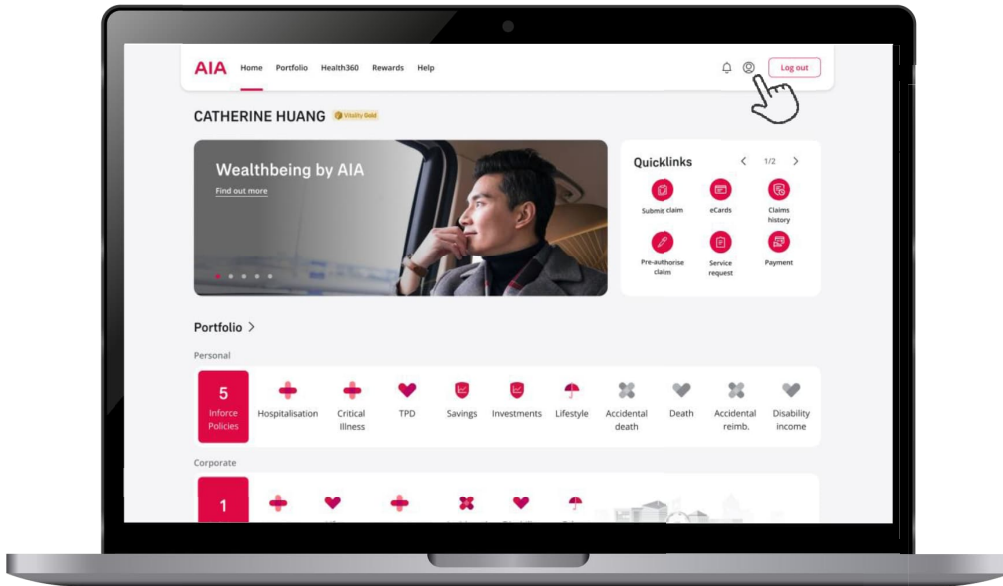 AIA Home Portfolio Health360 Rewards Help Log out
CATHERINE HUANG Vitality Gold
Wealthbeing by AIA
Find out more
Quicklinks 1/2
Submit claim eCards Claims history
Pre-authorise claim Service request Payment
Portfolio >
Personal
5 Inforce Policies
Hospitalisation
Critical Illness
TPD
Savings
Investments
Lifestyle
Accidental death
Death
Accidental reimb.
Disability income
Corporate
1